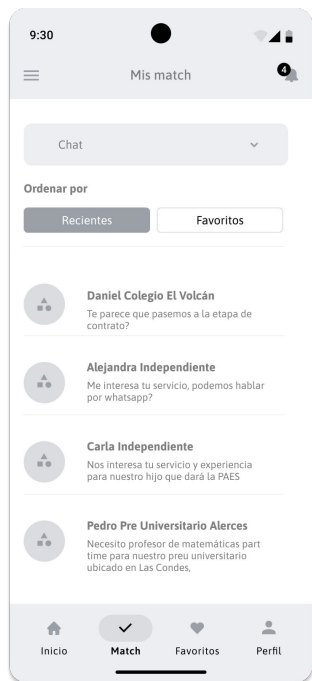 9:30
Mis match
4
Chat
Ordenar por
Recientes
Favoritos
Daniel Colegio El Volcán
Te parece que pasemos a la etapa de
contrato?
Alejandra Independiente
Me interesa tu servicio, podemos hablar
por whatsapp?
Carla Independiente
Nos interesa tu servicio y experiencia
para nuestro hijo que dará la PAES
Pedro Pre Universitario Alerces
Necesito profesor de matemáticas part
time para nuestro preu universitario
ubicado en Las Condes,
Inicio
Match
Favoritos
Perfil